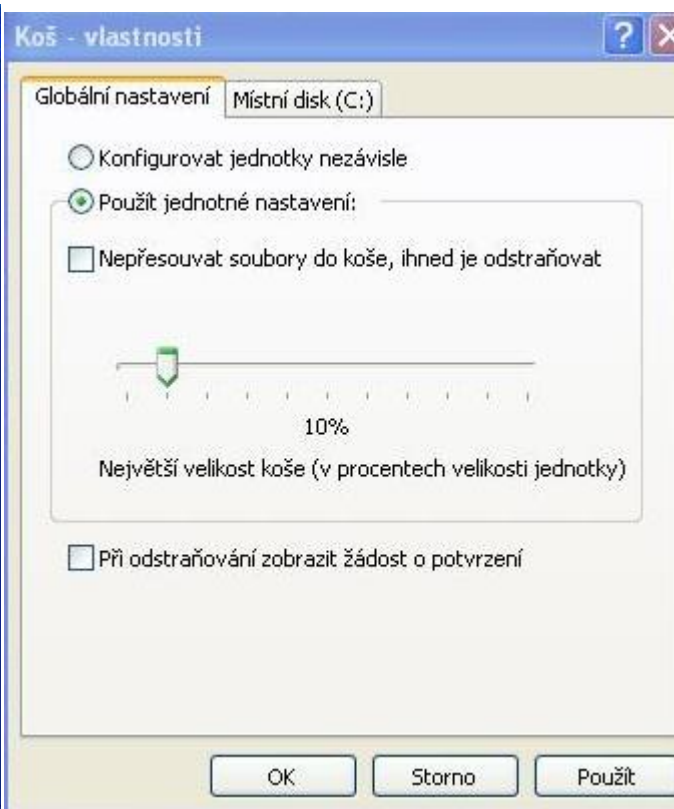 Koš - vlastnosti
Globální nastavení Místní disk (C:)
Konfigurovat jednotky nezávisle
Použít jednotné nastavení:
Nepřesouvat soubory do koše, ihned je odstraňovat
10%
Největší velikost koše (v procentech velikosti jednotky)
Při odstraňování zobrazit žádost o potvrzení
OK Storno Použít